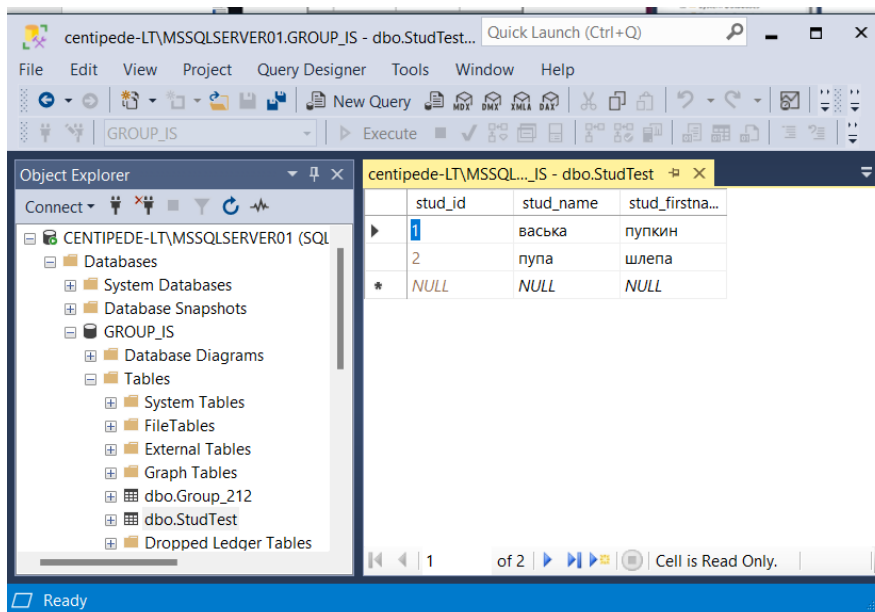 centipede-LT\MSSQLSERVER01.GROUP_IS - dbo.StudTest...
Quick Launch (Ctrl+Q)
File Edit View Project Query Designer Tools Window Help
New Query MDX DMX XMLA DAX
GROUP_IS Execute
Object Explorer
Connect
CENTIPEDE-LT\MSSQLSERVER01 (SQL
Databases
System Databases
Database Snapshots
GROUP_IS
Database Diagrams
Tables
System Tables
FileTables
External Tables
Graph Tables
dbo.Group_212
dbo.StudTest
Dropped Ledger Tables
centipede-LT\MSSQL..._IS - dbo.StudTest
stud_id stud_name stud_firstna...
1 васька пупкин
2 пупа шлепа
NULL NULL NULL
1 of 2 Cell is Read Only.
Ready